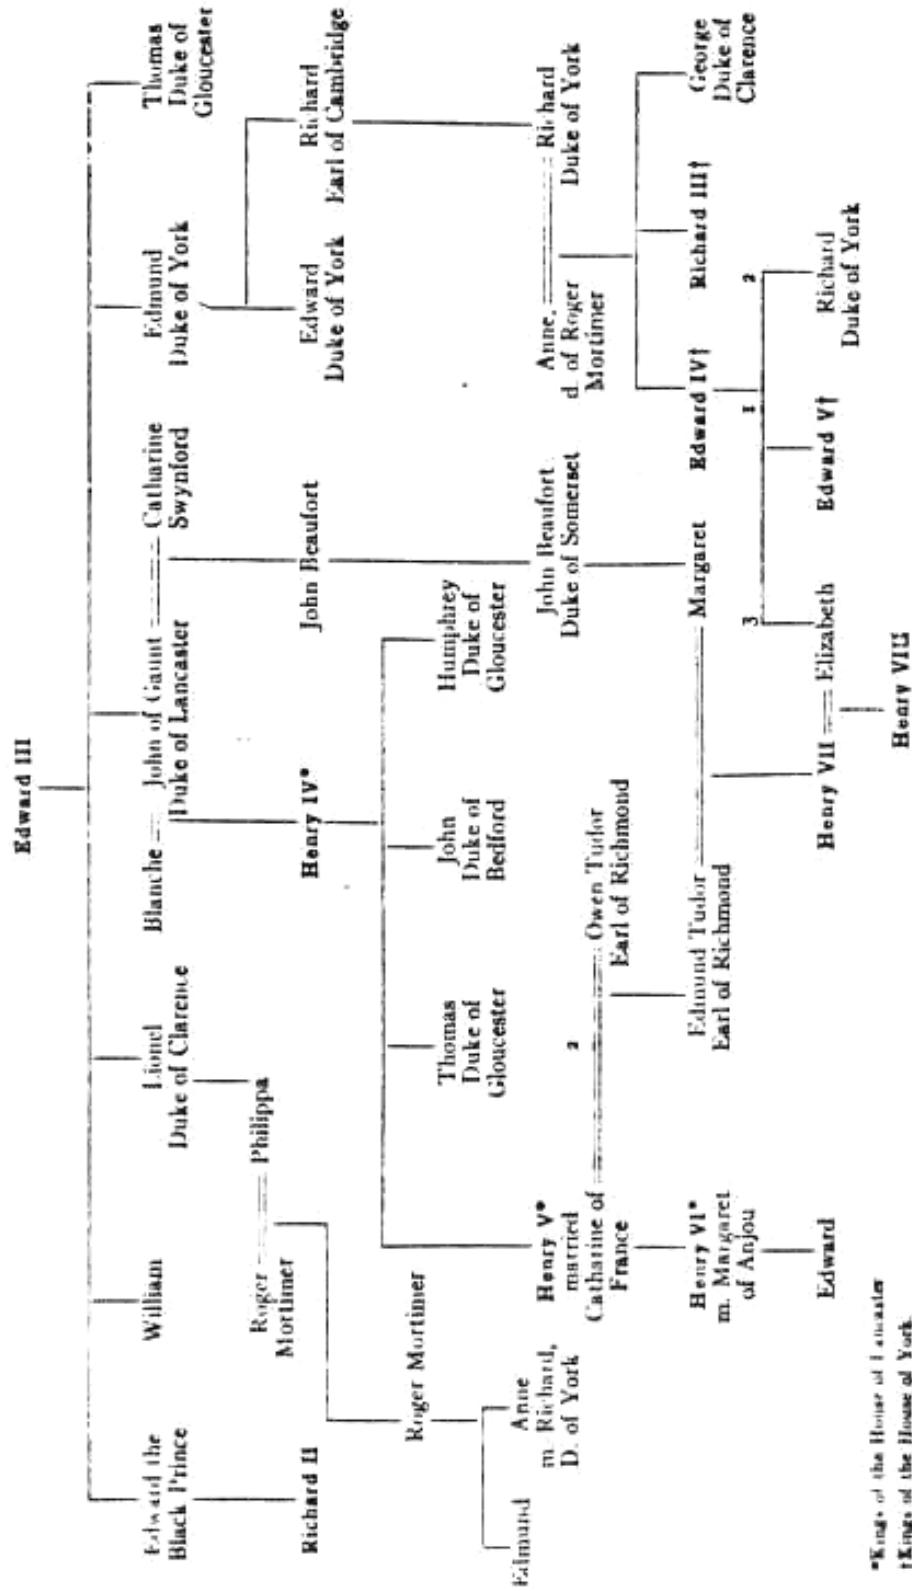 Edward III
Edward the
Black Prince
William
Lionel
Duke of Clarence
Blanche
John of Gaunt
Duke of Lancaster
Catharine
Swynford
Edmund
Duke of York
Thomas
Duke of
Gloucester
Roger
Mortimer
Philippa
Richard II
Henry IV*
John Beaufort
Edward
Duke of York
Richard
Earl of Cambridge
Roger Mortimer
Thomas
Duke of
Gloucester
John
Duke of
Bedford
Humphrey
Duke of
Gloucester
Edmund
Anne
m. Richard,
D. of York
Henry V*
married
Catharine of
France
2
Owen Tudor
Earl of Richmond
John Beaufort
Duke of Somerset
Anne,
d. of Roger
Mortimer
Richard
Duke of York
Henry VI*
m. Margaret
of Anjou
Edmund Tudor
Earl of Richmond
Margaret
Edward IV†
Richard III†
George
Duke of
Clarence
3
1
2
Edward
Henry VII
Elizabeth
Edward V†
Richard
Duke of York
Henry VIII
*Kings of the House of Lancaster
†Kings of the House of York.